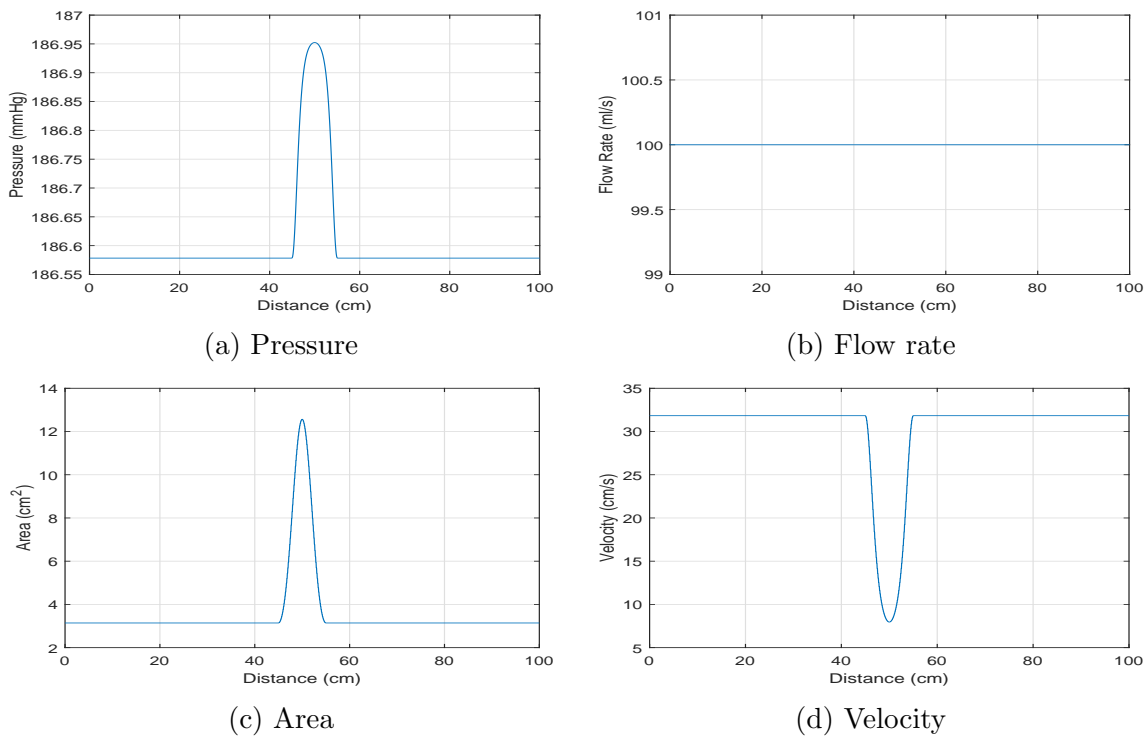 187
186.95
186.9
186.85
186.8
186.75
186.7
186.65
186.6
186.55
0 20 40 60 80 100
Pressure (mmHg)
Distance (cm)
(a) Pressure
101
100.5
100
99.5
99
0 20 40 60 80 100
Flow Rate (ml/s)
Distance (cm)
(b) Flow rate
14
12
10
8
6
4
2
0 20 40 60 80 100
Area (cm²)
Distance (cm)
(c) Area
35
30
25
20
15
10
5
0 20 40 60 80 100
Velocity (cm/s)
Distance (cm)
(d) Velocity